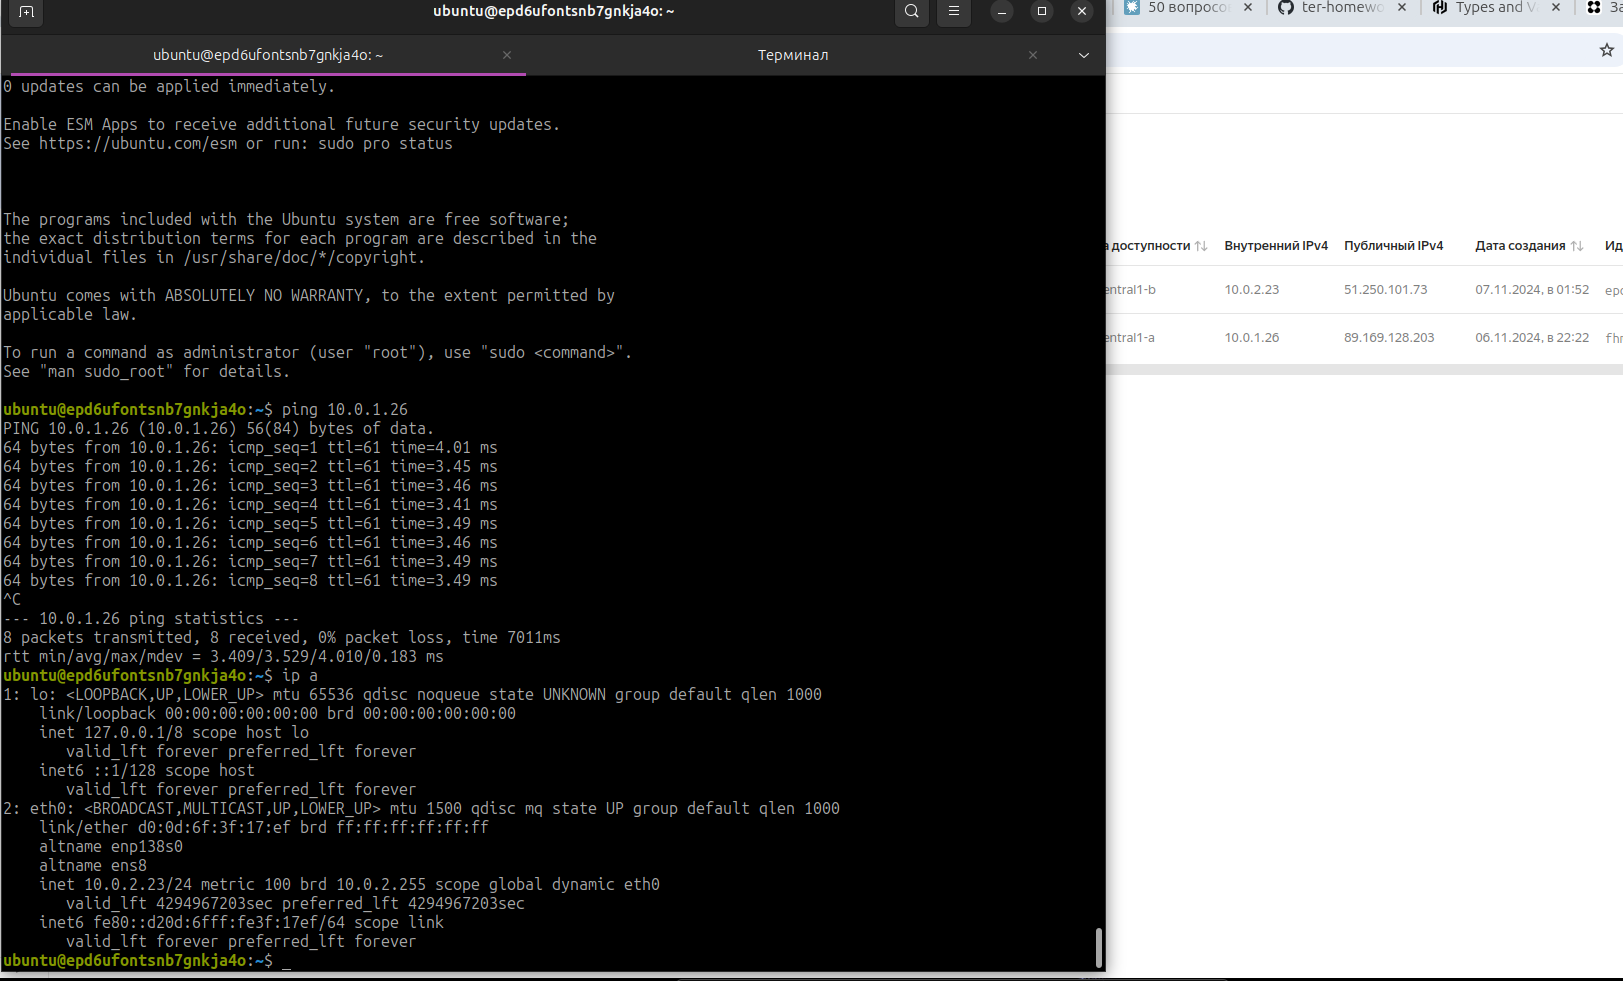 ubuntu@epd6ufontsnb7gnkja4o: ~
ubuntu@epd6ufontsnb7gnkja4o: ~
Терминал
0 updates can be applied immediately.
Enable ESM Apps to receive additional future security updates.
See https://ubuntu.com/esm or run: sudo pro status
The programs included with the Ubuntu system are free software;
the exact distribution terms for each program are described in the
individual files in /usr/share/doc/*/copyright.
Ubuntu comes with ABSOLUTELY NO WARRANTY, to the extent permitted by
applicable law.
To run a command as administrator (user "root"), use "sudo <command>".
See "man sudo_root" for details.
ubuntu@epd6ufontsnb7gnkja4o:~$ ping 10.0.1.26
PING 10.0.1.26 (10.0.1.26) 56(84) bytes of data.
64 bytes from 10.0.1.26: icmp_seq=1 ttl=61 time=4.01 ms
64 bytes from 10.0.1.26: icmp_seq=2 ttl=61 time=3.45 ms
64 bytes from 10.0.1.26: icmp_seq=3 ttl=61 time=3.46 ms
64 bytes from 10.0.1.26: icmp_seq=4 ttl=61 time=3.41 ms
64 bytes from 10.0.1.26: icmp_seq=5 ttl=61 time=3.49 ms
64 bytes from 10.0.1.26: icmp_seq=6 ttl=61 time=3.46 ms
64 bytes from 10.0.1.26: icmp_seq=7 ttl=61 time=3.49 ms
64 bytes from 10.0.1.26: icmp_seq=8 ttl=61 time=3.49 ms
^C
--- 10.0.1.26 ping statistics ---
8 packets transmitted, 8 received, 0% packet loss, time 7011ms
rtt min/avg/max/mdev = 3.409/3.529/4.010/0.183 ms
ubuntu@epd6ufontsnb7gnkja4o:~$ ip a
1: lo: <LOOPBACK,UP,LOWER_UP> mtu 65536 qdisc noqueue state UNKNOWN group default qlen 1000
link/loopback 00:00:00:00:00:00 brd 00:00:00:00:00:00
inet 127.0.0.1/8 scope host lo
valid_lft forever preferred_lft forever
inet6 ::1/128 scope host
valid_lft forever preferred_lft forever
2: eth0: <BROADCAST,MULTICAST,UP,LOWER_UP> mtu 1500 qdisc mq state UP group default qlen 1000
link/ether d0:0d:6f:3f:17:ef brd ff:ff:ff:ff:ff:ff
altname enp138s0
altname ens8
inet 10.0.2.23/24 metric 100 brd 10.0.2.255 scope global dynamic eth0
valid_lft 4294967203sec preferred_lft 4294967203sec
inet6 fe80::d20d:6fff:fe3f:17ef/64 scope link
valid_lft forever preferred_lft forever
ubuntu@epd6ufontsnb7gnkja4o:~$ _
50 вопросо ter-homewo Types and V За
а доступности Внутренний IPv4 Публичный IPv4 Дата создания Ид
entral1-b 10.0.2.23 51.250.101.73 07.11.2024, в 01:52 epd
entral1-a 10.0.1.26 89.169.128.203 06.11.2024, в 22:22 fhm